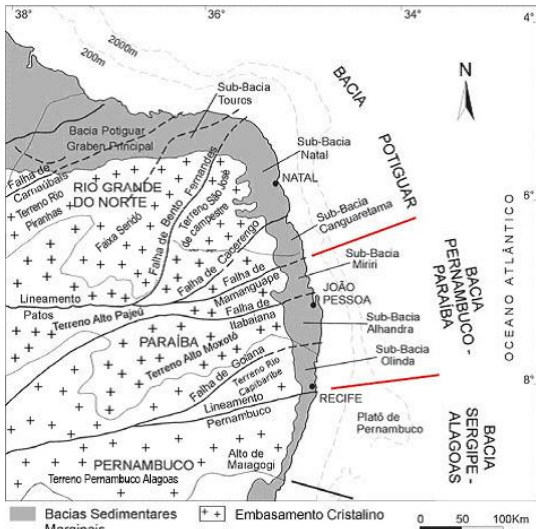 38°
36°
34°
4°
2000m
200m
BACIA
POTIGUAR
N
Sub-Bacia
Touros
Bacia Potiguar
Graben Principal
Sub-Bacia
Natal
NATAL
Falha de
Carnaúbais
RIO GRANDE
DO NORTE
Terreno Rio
Piranhas
Faixa Seridó
Falha de Bento Fernandes
Terreno São José
de campestre
Falha de Cacerengo
Sub-Bacia
Canguaretama
6°
OCEANO ATLÂNTICO
Falha de
Mamanguape
Sub-Bacia
Miriri
BACIA
PERNAMBUCO -
PARAÍBA
Lineamento
Patos
Terreno Alto Pajeú
Falha de
Itabaiana
JOÃO
PESSOA
PARAÍBA
Terreno Alto Moxotó
Sub-Bacia
Alhandra
Falha de Goiana
Terreno Rio
Capibaribe
Sub-Bacia
Olinda
8°
Lineamento
Pernambuco
RECIFE
Platô de
Pernambuco
BACIA
SERGIPE-
ALAGOAS
PERNAMBUCO
Alto de
Maragogi
Terreno Pernambuco Alagoas
Bacias Sedimentares
Embasamento Cristalino
0 50 100Km